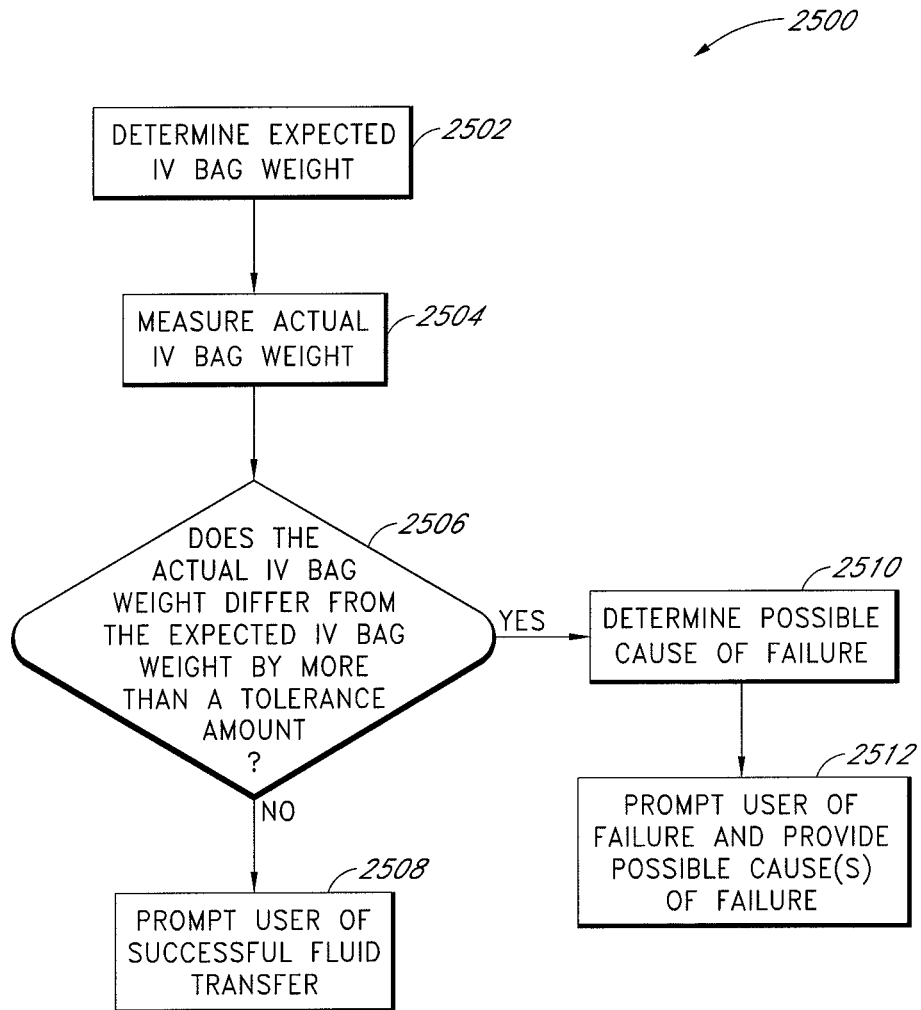 2500
DETERMINE EXPECTED
IV BAG WEIGHT
2502
MEASURE ACTUAL
IV BAG WEIGHT
2504
DOES THE
ACTUAL IV BAG
WEIGHT DIFFER FROM
THE EXPECTED IV BAG
WEIGHT BY MORE
THAN A TOLERANCE
AMOUNT
?
2506
YES
DETERMINE POSSIBLE
CAUSE OF FAILURE
2510
PROMPT USER OF
FAILURE AND PROVIDE
POSSIBLE CAUSE(S)
OF FAILURE
2512
NO
PROMPT USER OF
SUCCESSFUL FLUID
TRANSFER
2508